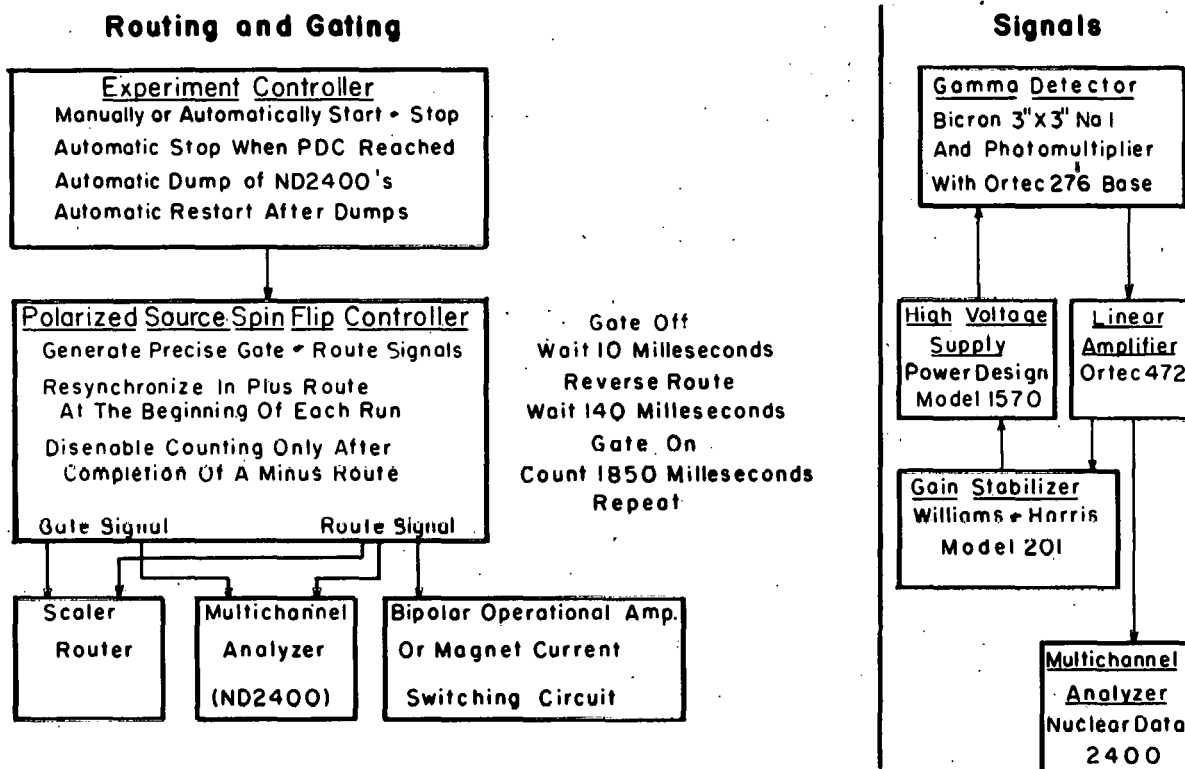 Routing and Gating
Experiment Controller
Manually or Automatically Start - Stop
Automatic Stop When PDC Reached
Automatic Dump of ND2400's
Automatic Restart After Dumps
Polarized Source Spin Flip Controller
Generate Precise Gate - Route Signals
Resynchronize In Plus Route
At The Beginning Of Each Run
Disenable Counting Only After
Completion Of A Minus Route
Gate Signal
Route Signal
Gate Off
Wait 10 Milleseconds
Reverse Route
Wait 140 Milleseconds
Gate On
Count 1850 Milleseconds
Repeat
Scaler
Router
Multichannel
Analyzer
(ND2400)
Bipolar Operational Amp.
Or Magnet Current
Switching Circuit
Signals
Gamma Detector
Bicron 3"X3" NaI
And Photomultiplier
With Ortec 276 Base
High Voltage
Supply
Power Design
Model 1570
Linear
Amplifier
Ortec 472
Gain Stabilizer
Williams - Harris
Model 201
Multichannel
Analyzer
Nuclear Data
2400